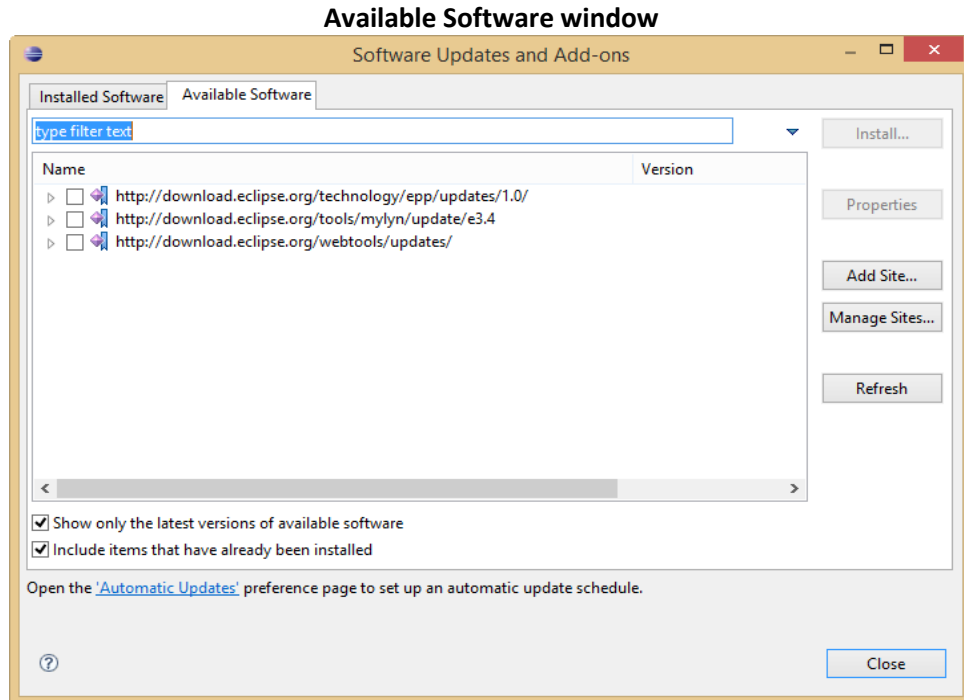 Available Software window
Software Updates and Add-ons
Installed Software Available Software
type filter text Install...
Name Version
http://download.eclipse.org/technology/epp/updates/1.0/ Properties
http://download.eclipse.org/tools/mylyn/update/e3.4
http://download.eclipse.org/webtools/updates/
Add Site...
Manage Sites...
Refresh
Show only the latest versions of available software
Include items that have already been installed
Open the 'Automatic Updates' preference page to set up an automatic update schedule.
? Close